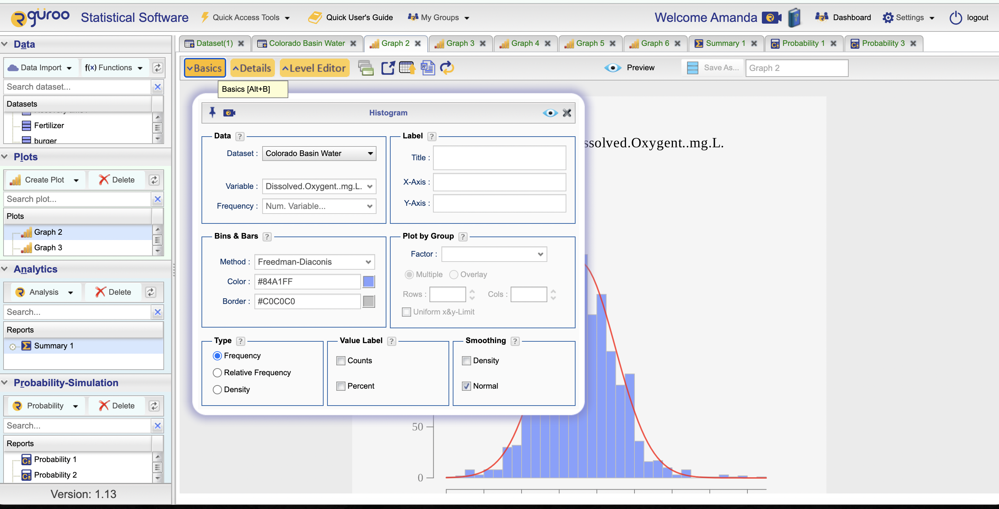 rgüroo Statistical Software Quick Access Tools Quick User's Guide My Groups Welcome Amanda Dashboard Settings logout
Data
Data Import f(x) Functions
Search dataset...
Datasets
Fertilizer
burger
Plots
Create Plot Delete
Search plot...
Plots
Graph 2
Graph 3
Analytics
Analysis Delete
Search...
Reports
Summary 1
Probability-Simulation
Probability Delete
Search...
Reports
Probability 1
Probability 2
Version: 1.13
Dataset(1) Colorado Basin Water Graph 2 Graph 3 Graph 4 Graph 5 Graph 6 Summary 1 Probability 1 Probability 3
Basics Details Level Editor Preview Save As... Graph 2
Basics [Alt+B]
Histogram
Data ?
Dataset : Colorado Basin Water
Variable : Dissolved.Oxygent..mg.L.
Frequency : Num. Variable...
Label ?
Title :
X-Axis :
Y-Axis :
Bins & Bars ?
Method : Freedman-Diaconis
Color : #84A1FF
Border : #C0C0C0
Plot by Group ?
Factor :
Multiple Overlay
Rows : Cols :
Uniform x&y-Limit
Type ?
Frequency
Relative Frequency
Density
Value Label ?
Counts
Percent
Smoothing ?
Density
Normal
ssolved.Oxygent..mg.L.
50
0